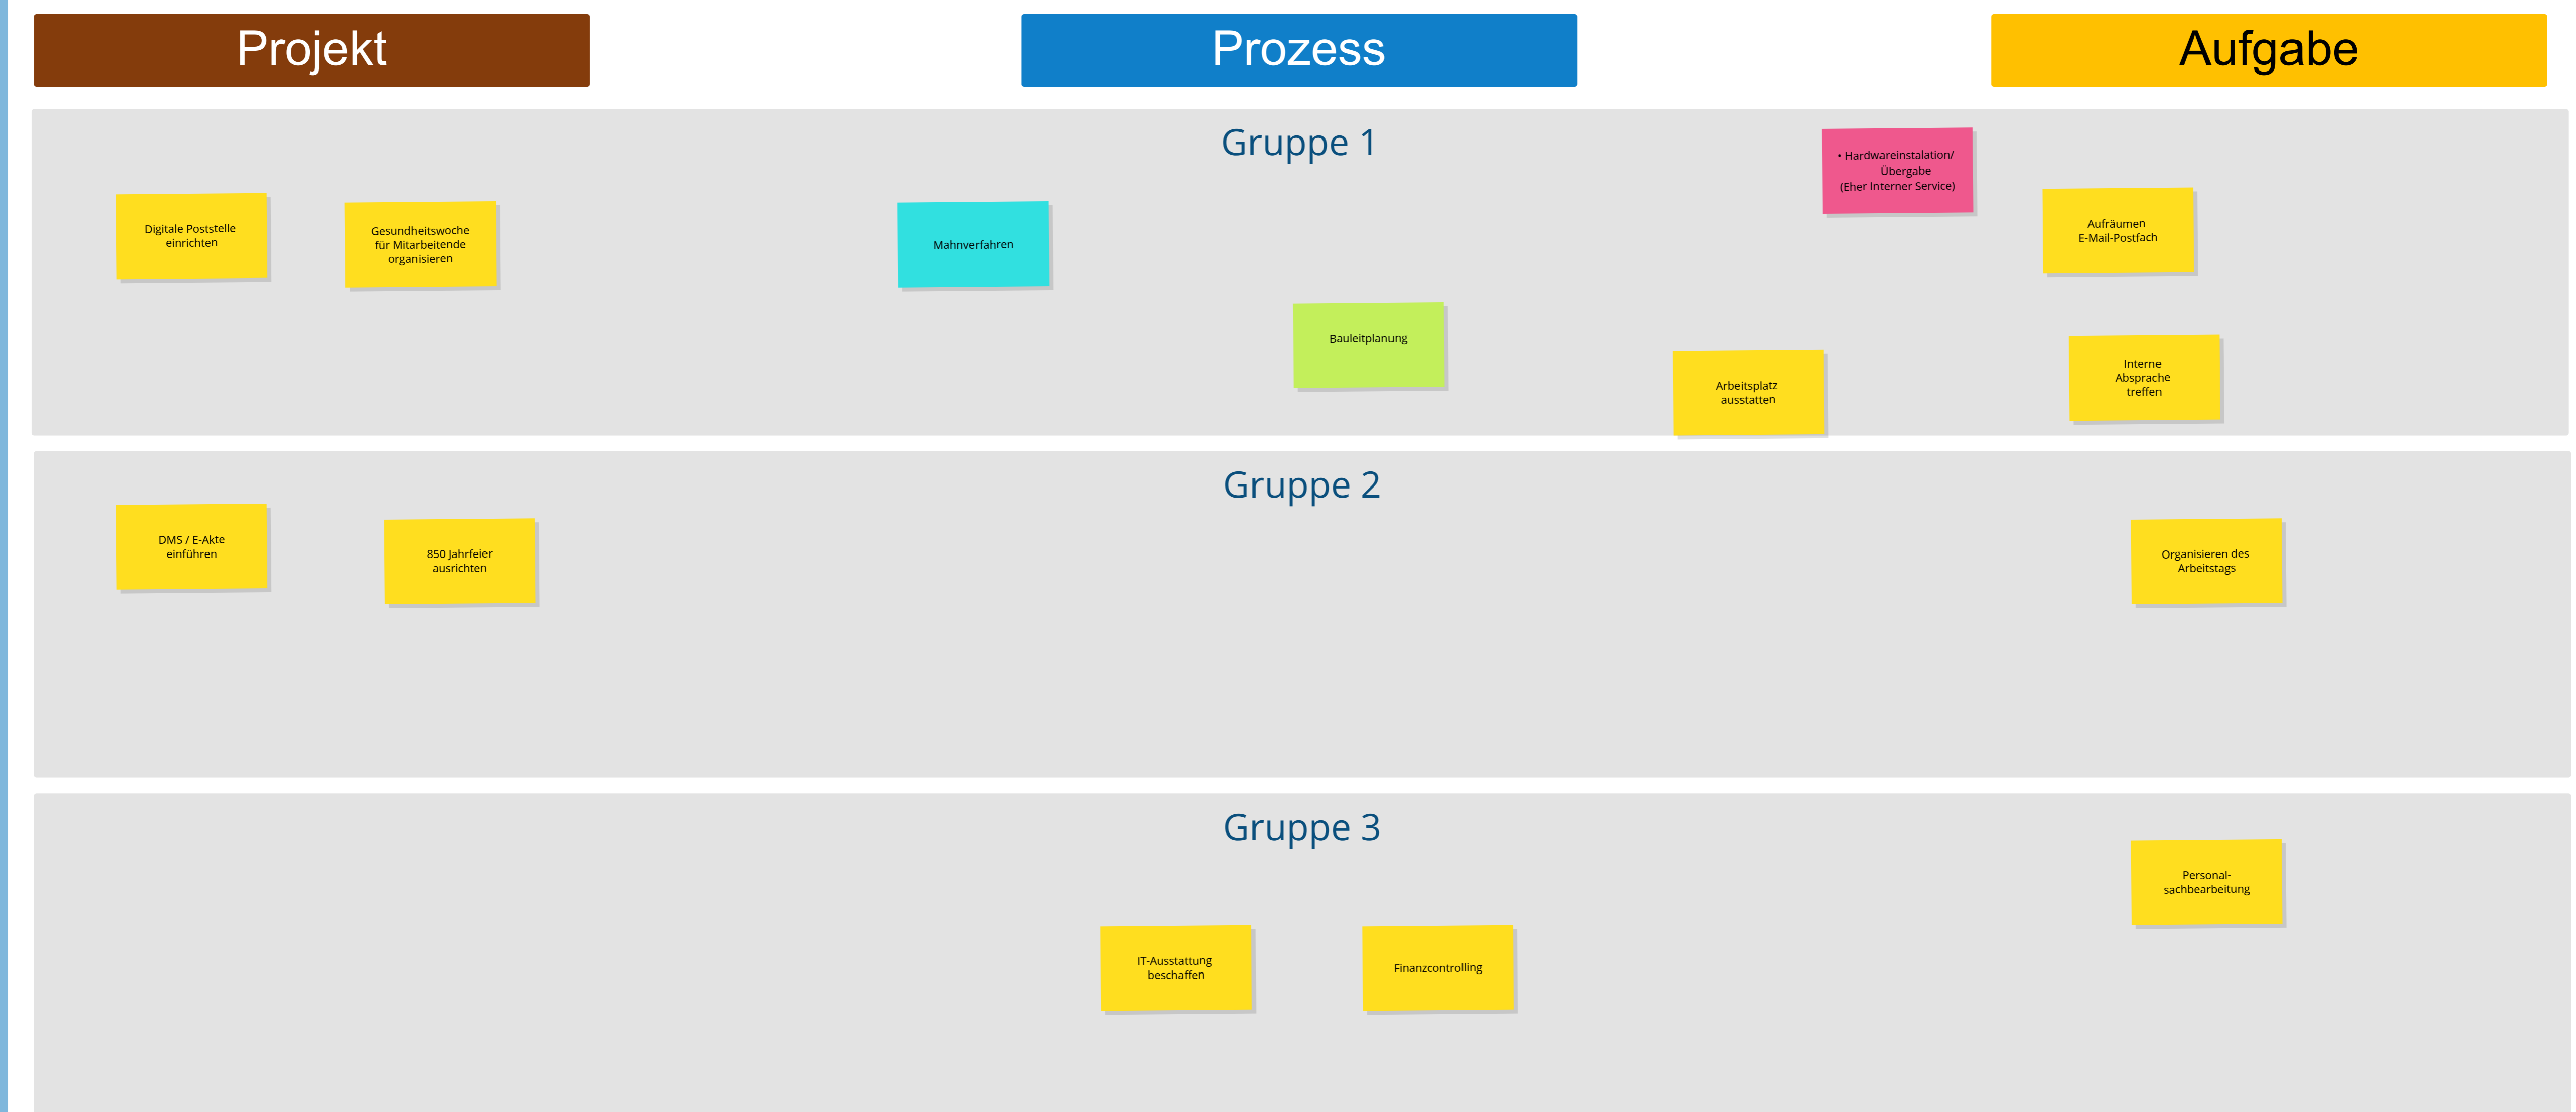 Projekt
Prozess
Aufgabe
Gruppe 1
Digitale Poststelle
einrichten
Gesundheitswoche
für Mitarbeitende
organisieren
Mahnverfahren
Bauleitplanung
• Hardwareinstalation/
Übergabe
(Eher Interner Service)
Aufräumen
E-Mail-Postfach
Arbeitsplatz
ausstatten
Interne
Absprache
treffen
Gruppe 2
DMS / E-Akte
einführen
850 Jahrfeier
ausrichten
Organisieren des
Arbeitstags
Gruppe 3
IT-Ausstattung
beschaffen
Finanzcontrolling
Personal-
sachbearbeitung